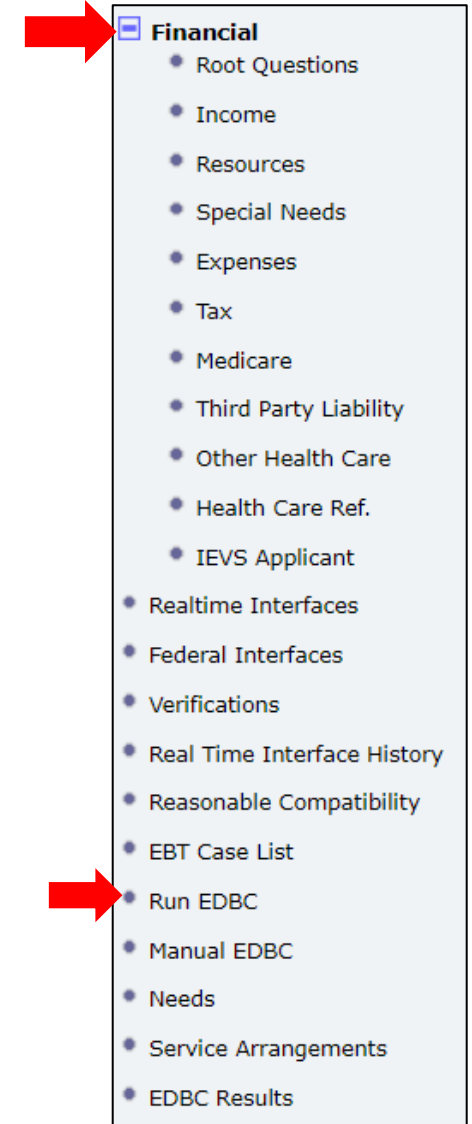 Financial
Root Questions
Income
Resources
Special Needs
Expenses
Tax
Medicare
Third Party Liability
Other Health Care
Health Care Ref.
IEVS Applicant
Realtime Interfaces
Federal Interfaces
Verifications
Real Time Interface History
Reasonable Compatibility
EBT Case List
Run EDBC
Manual EDBC
Needs
Service Arrangements
EDBC Results